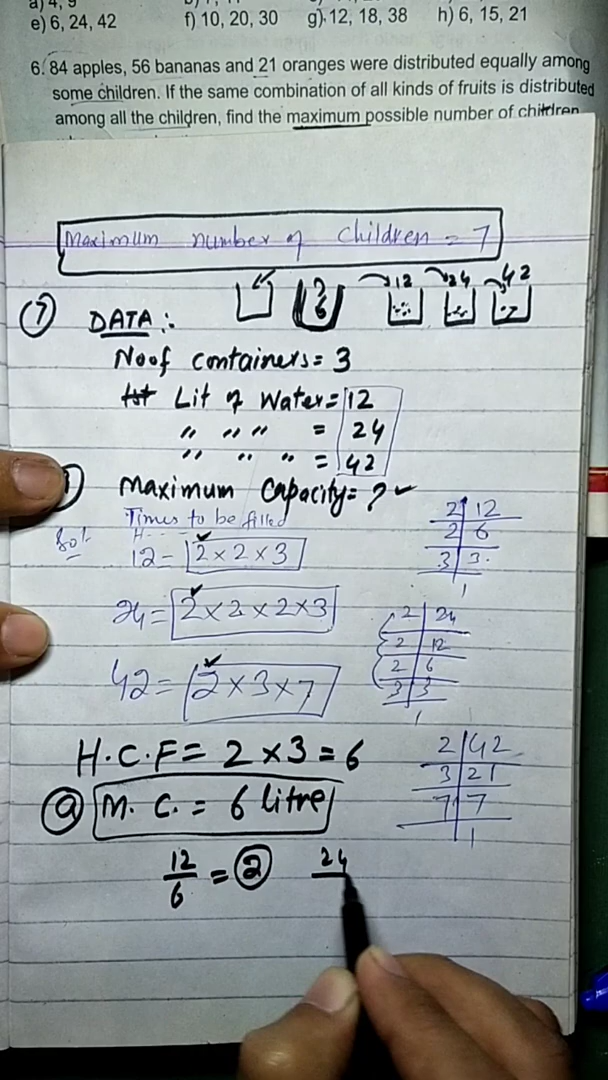 a) 4, 9
e) 6, 24, 42 f) 10, 20, 30 g) 12, 18, 38 h) 6, 15, 21
6. 84 apples, 56 bananas and 21 oranges were distributed equally among
some children. If the same combination of all kinds of fruits is distributed
among all the children, find the maximum possible number of children
Maximum number of children = 7
12 24 42
6
7 DATA :-
No of containers = 3
Lit of Water = 12
" " " = 24
" " " = 42
Maximum Capacity = ?
Times to be filled
Sol.
12 = 2 × 2 × 3
2 12
2 6
3 3
1
24 = 2 × 2 × 2 × 3
2 24
2 12
2 6
3 3
1
42 = 2 × 3 × 7
H.C.F = 2 × 3 = 6
2 42
3 21
7 7
1
a M. C. = 6 litre
12/6 = 2 24